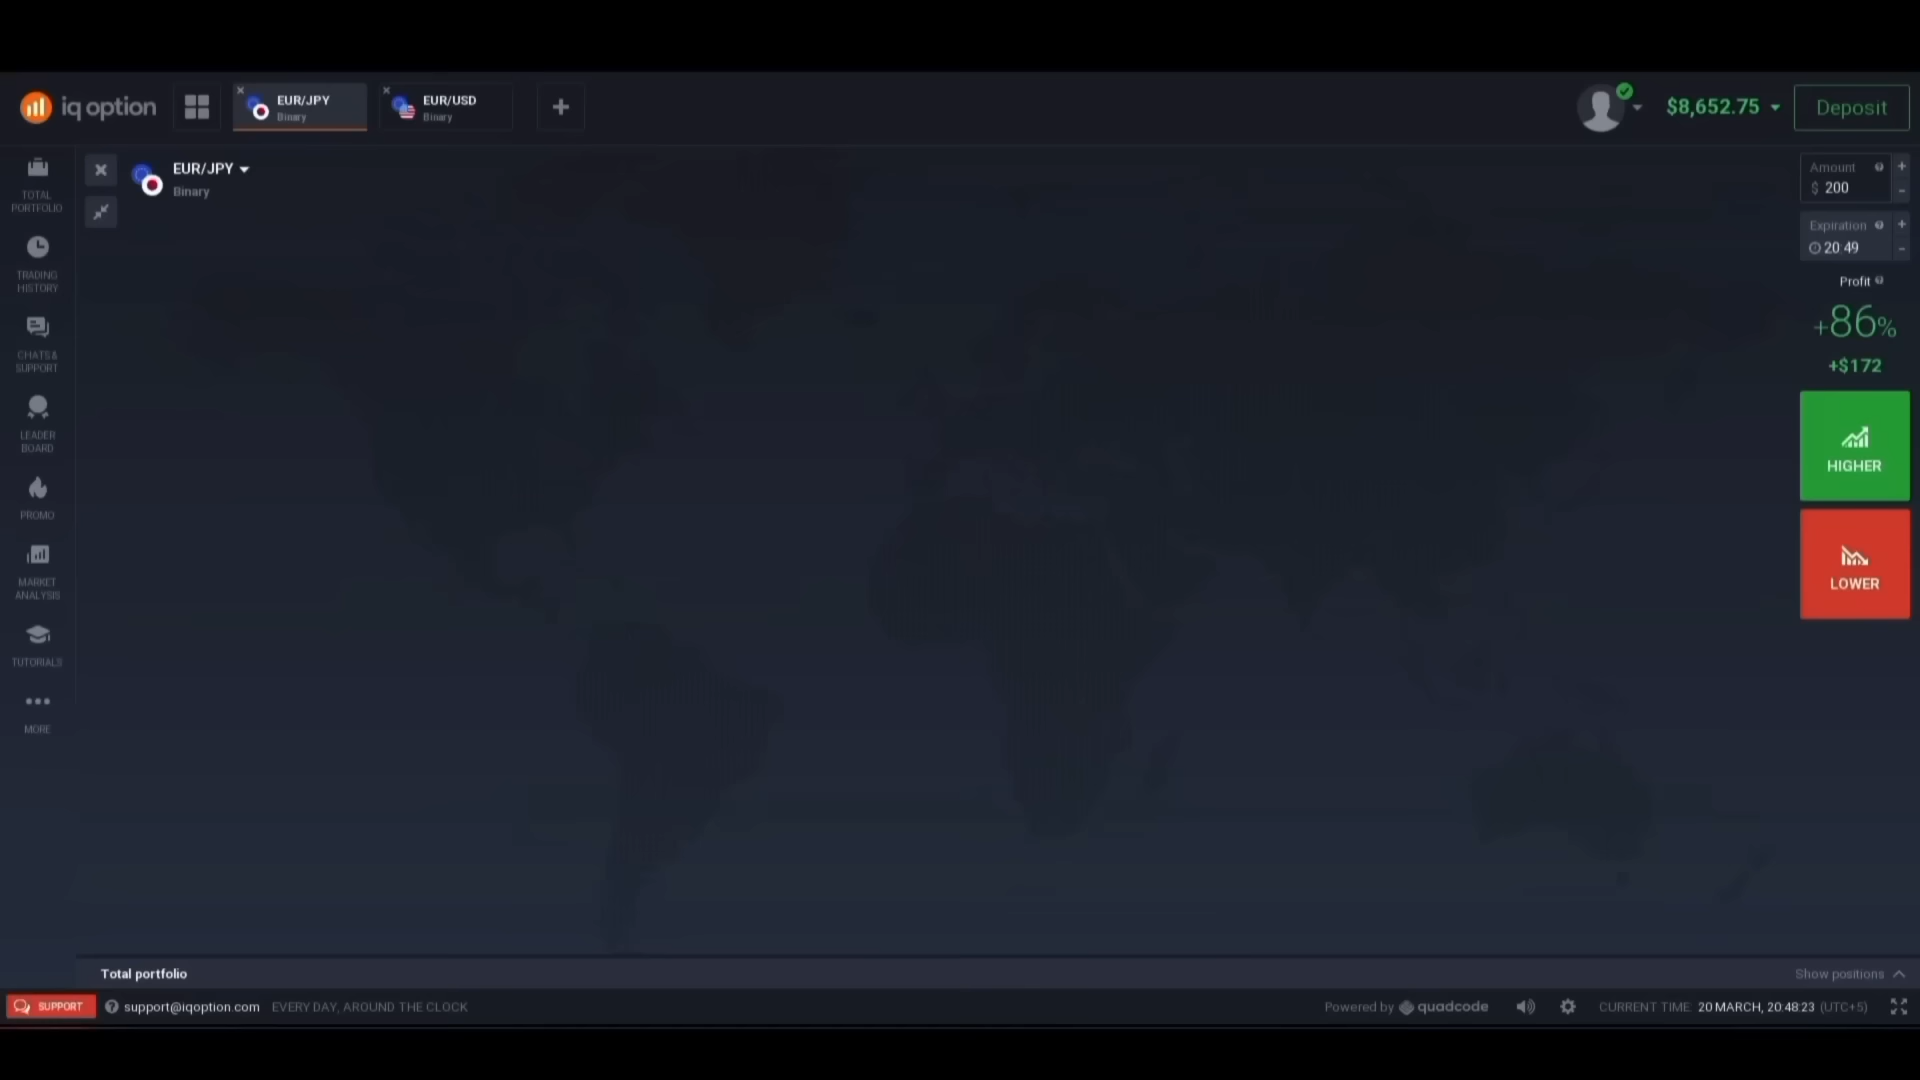 iq option
EUR/JPY
Binary
EUR/USD
Binary
$8,652.75
Deposit
EUR/JPY
Binary
TOTAL
PORTFOLIO
TRADING
HISTORY
CHATS &
SUPPORT
LEADER
BOARD
PROMO
MARKET
ANALYSIS
TUTORIALS
MORE
Amount
$ 200
Expiration
20:49
Profit
+86%
+$172
HIGHER
LOWER
Total portfolio
Show positions
SUPPORT
support@iqoption.com EVERY DAY, AROUND THE CLOCK
Powered by quadcode
CURRENT TIME: 20 MARCH, 20:48:23 (UTC+5)